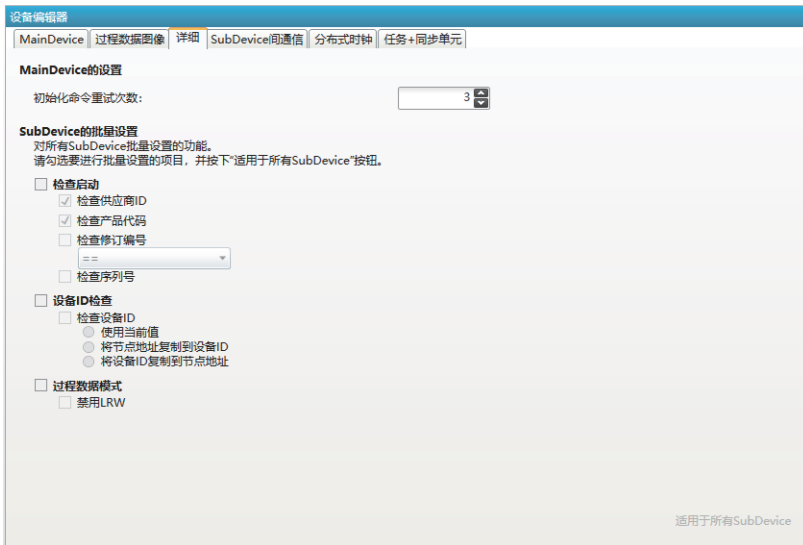 设备编辑器
MainDevice 过程数据图像 详细 SubDevice间通信 分布式时钟 任务+同步单元
MainDevice的设置
初始化命令重试次数: 3
SubDevice的批量设置
对所有SubDevice批量设置的功能。
请勾选要进行批量设置的项目，并按下"适用于所有SubDevice"按钮。
检查启动
检查供应商ID
检查产品代码
检查修订编号
==
检查序列号
设备ID检查
检查设备ID
使用当前值
将节点地址复制到设备ID
将设备ID复制到节点地址
过程数据模式
禁用LRW
适用于所有SubDevice